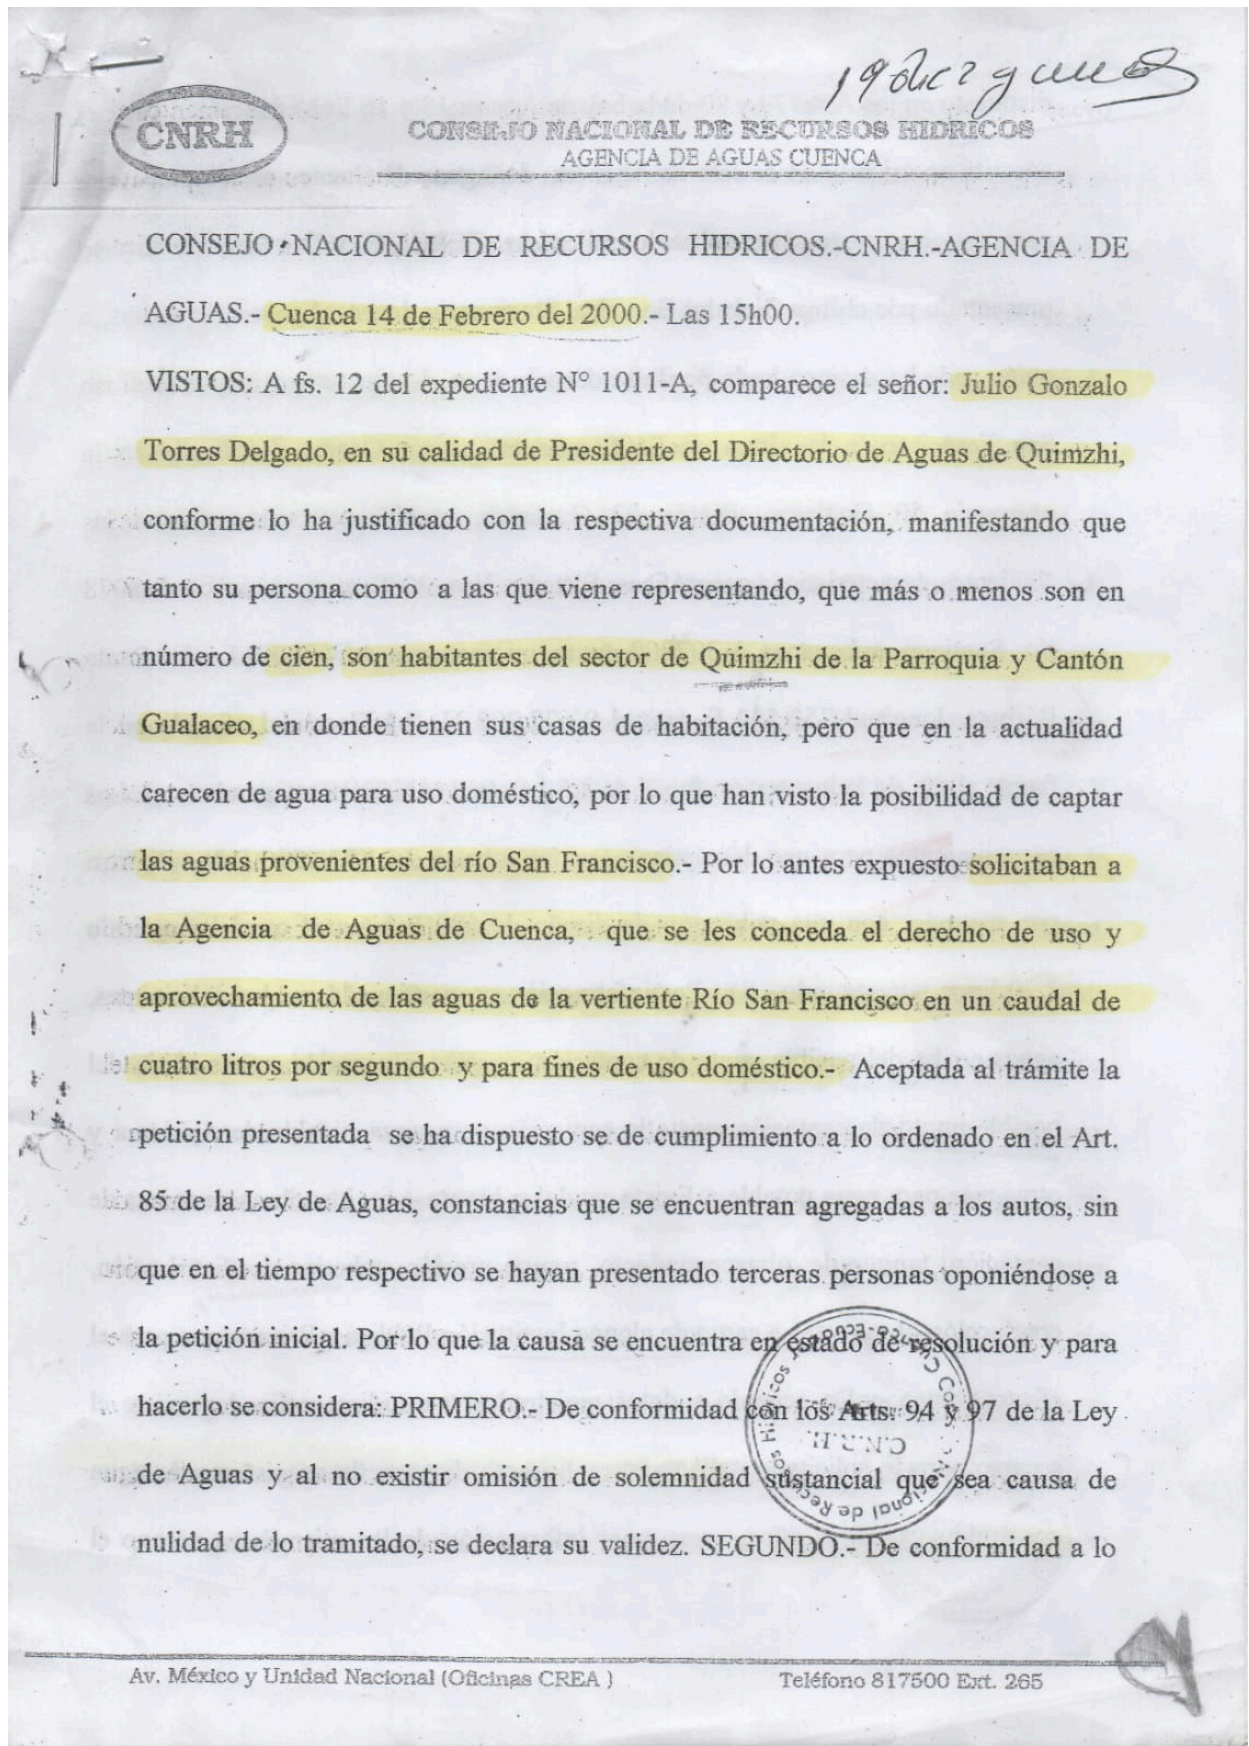 CNRH
CONSEJO NACIONAL DE RECURSOS HIDRICOS
AGENCIA DE AGUAS CUENCA
CONSEJO NACIONAL DE RECURSOS HIDRICOS.-CNRH.-AGENCIA DE
AGUAS.- Cuenca 14 de Febrero del 2000.- Las 15h00.
VISTOS: A fs. 12 del expediente N° 1011-A, comparece el señor: Julio Gonzalo
Torres Delgado, en su calidad de Presidente del Directorio de Aguas de Quimzhi,
conforme lo ha justificado con la respectiva documentación, manifestando que
tanto su persona como a las que viene representando, que más o menos son en
número de cien, son habitantes del sector de Quimzhi de la Parroquia y Cantón
Gualaceo, en donde tienen sus casas de habitación, pero que en la actualidad
carecen de agua para uso doméstico, por lo que han visto la posibilidad de captar
las aguas provenientes del río San Francisco.- Por lo antes expuesto solicitaban a
la Agencia de Aguas de Cuenca, que se les conceda el derecho de uso y
aprovechamiento de las aguas de la vertiente Río San Francisco en un caudal de
cuatro litros por segundo y para fines de uso doméstico.- Aceptada al trámite la
petición presentada se ha dispuesto se de cumplimiento a lo ordenado en el Art.
85 de la Ley de Aguas, constancias que se encuentran agregadas a los autos, sin
que en el tiempo respectivo se hayan presentado terceras personas oponiéndose a
la petición inicial. Por lo que la causa se encuentra en estado de resolución y para
hacerlo se considera: PRIMERO.- De conformidad con los Arts. 94 y 97 de la Ley
de Aguas y al no existir omisión de solemnidad sustancial que sea causa de
nulidad de lo tramitado, se declara su validez. SEGUNDO.- De conformidad a lo
C.N.R.H.
Av. México y Unidad Nacional (Oficinas CREA )
Teléfono 817500 Ext. 265